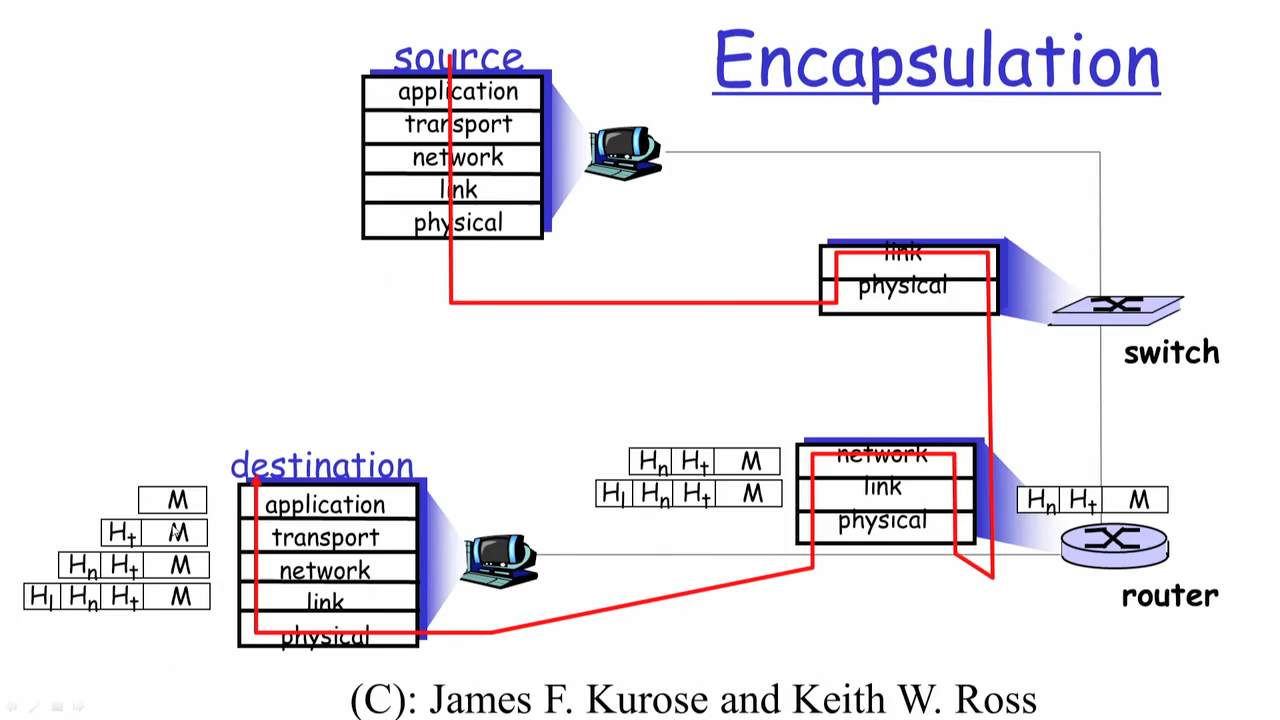 Encapsulation
source
application
transport
network
link
physical
link
physical
switch
network
link
physical
Hn Ht M
Hl Hn Ht M
Hn Ht M
router
destination
application
transport
network
link
physical
M
Ht M
Hn Ht M
Hl Hn Ht M
(C): James F. Kurose and Keith W. Ross